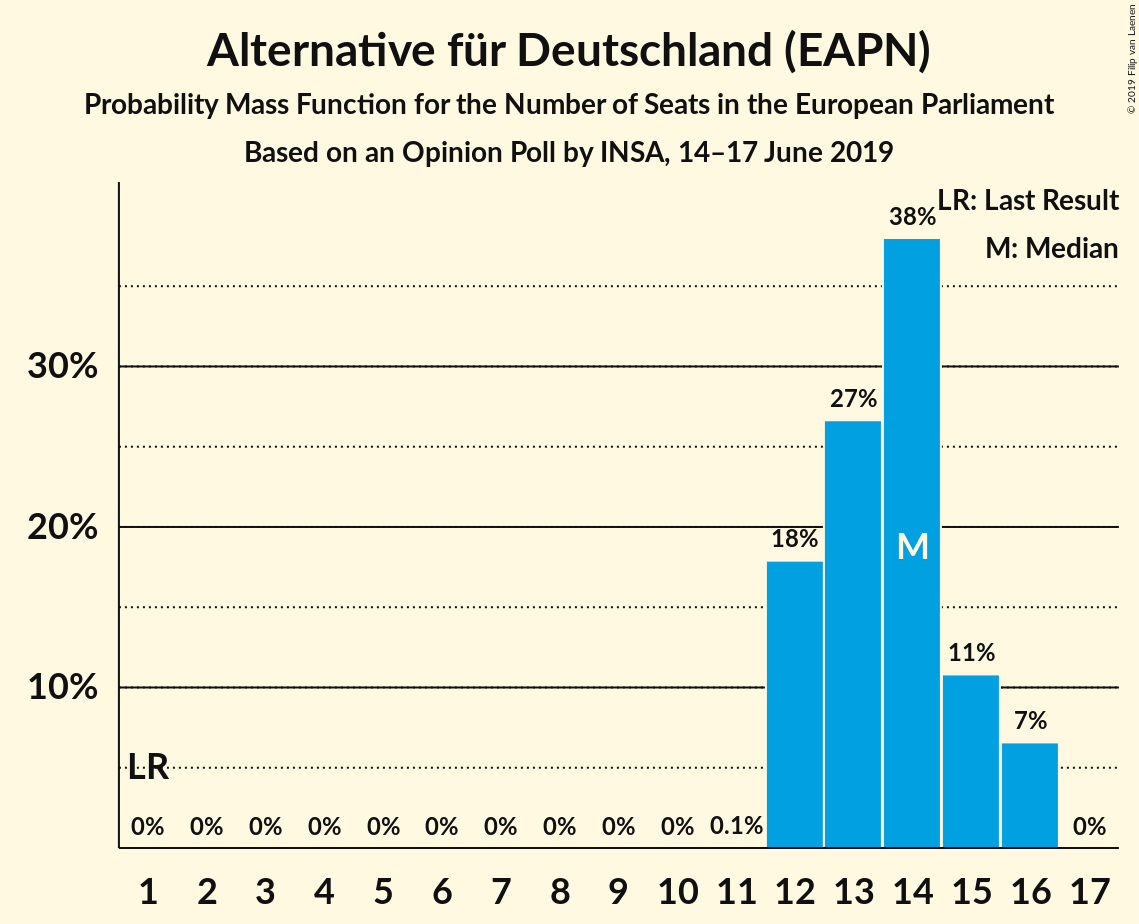 Alternative für Deutschland (EAPN)
Probability Mass Function for the Number of Seats in the European Parliament
Based on an Opinion Poll by INSA, 14–17 June 2019
© 2019 Filip van Laenen
LR: Last Result
M: Median
38%
30%
27%
20%
18%
M
11%
10%
7%
LR
0% 0% 0% 0% 0% 0% 0% 0% 0% 0% 0.1% 0%
1 2 3 4 5 6 7 8 9 10 11 12 13 14 15 16 17